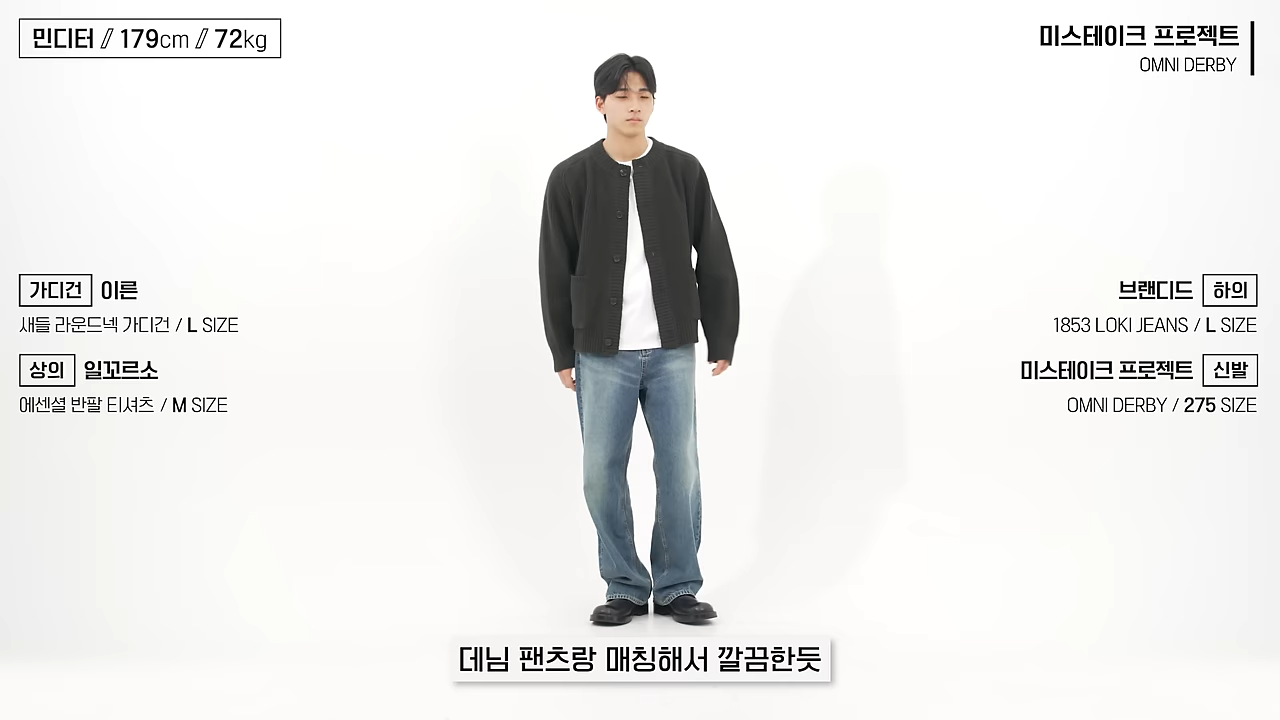 민디터 // 179cm // 72kg
미스테이크 프로젝트
OMNI DERBY
가디건 이른
새들 라운드넥 가디건 / L SIZE
상의 일꼬르소
에센셜 반팔 티셔츠 / M SIZE
브랜디드 하의
1853 LOKI JEANS / L SIZE
미스테이크 프로젝트 신발
OMNI DERBY / 275 SIZE
데님 팬츠랑 매칭해서 깔끔한듯